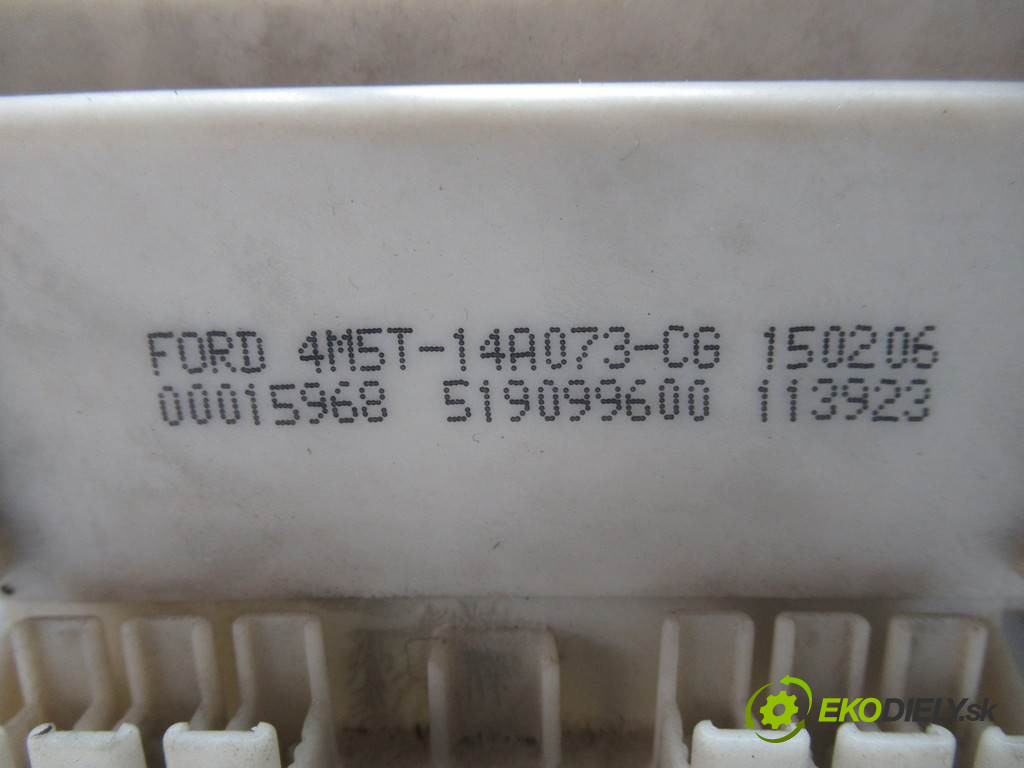 FORD 4M5T-14A073-CG 150206
00015968 519099600 113923
EKODIELY.sk